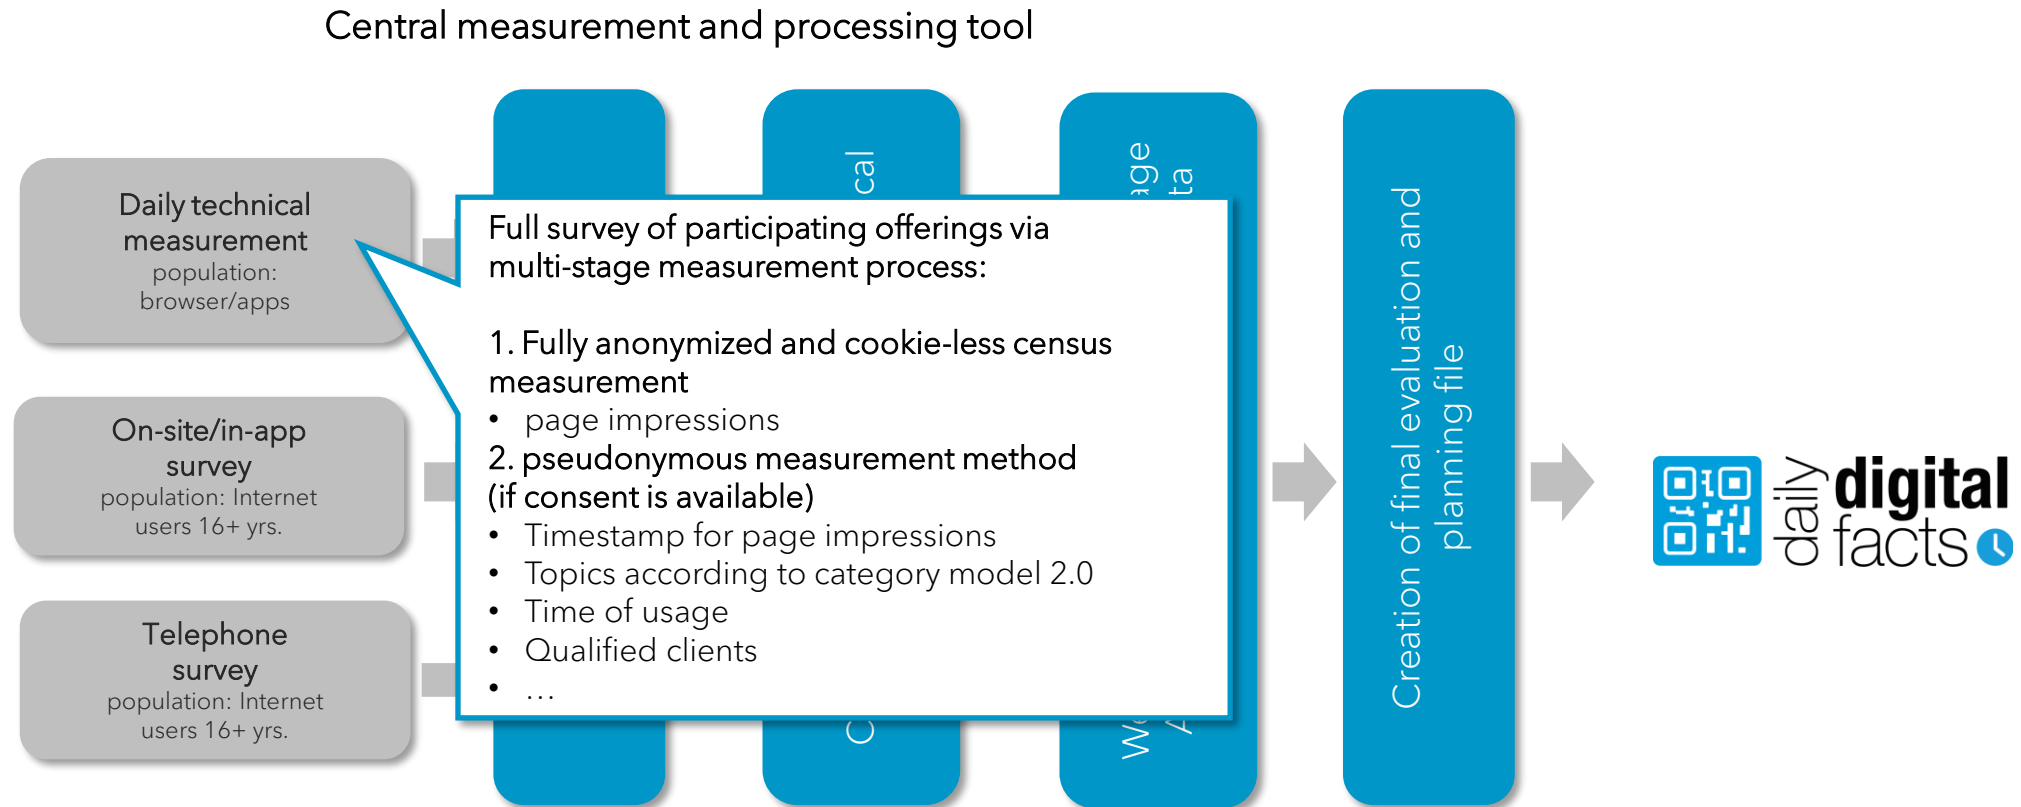 Central measurement and processing tool
Daily technical
measurement
population:
browser/apps
On-site/in-app
survey
population: Internet
users 16+ yrs.
Telephone
survey
population: Internet
users 16+ yrs.
Full survey of participating offerings via
multi-stage measurement process:
1. Fully anonymized and cookie-less census
measurement
• page impressions
2. pseudonymous measurement method
(if consent is available)
• Timestamp for page impressions
• Topics according to category model 2.0
• Time of usage
• Qualified clients
• ...
Creation of final evaluation and
planning file
daily
digital
facts